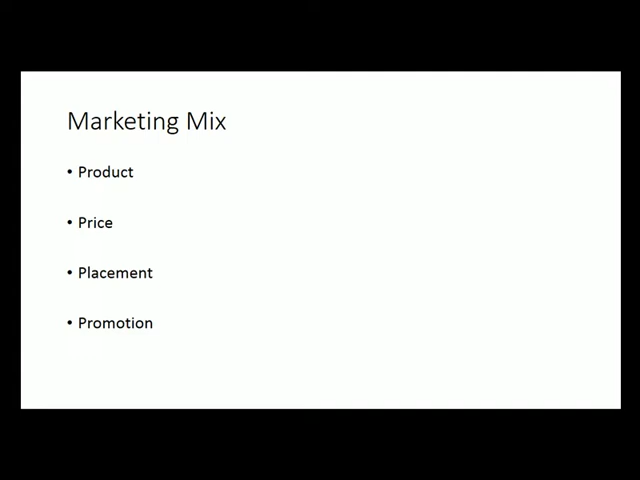 Marketing Mix
• Product
• Price
• Placement
• Promotion